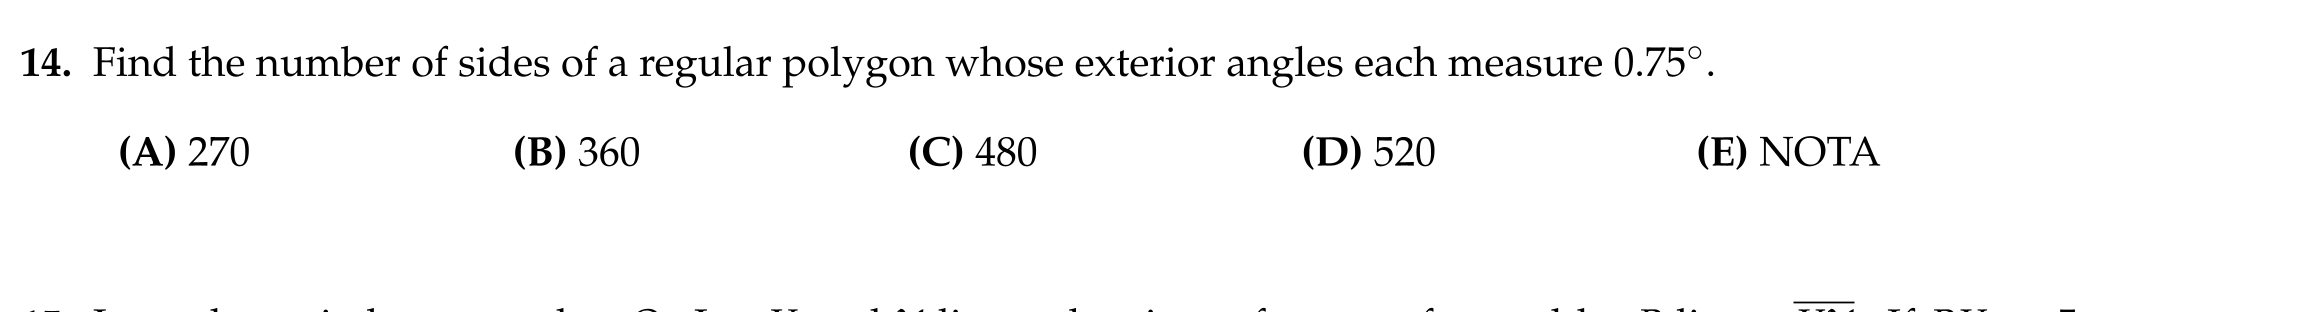 14. Find the number of sides of a regular polygon whose exterior angles each measure 0.75°.
(A) 270 (B) 360 (C) 480 (D) 520 (E) NOTA